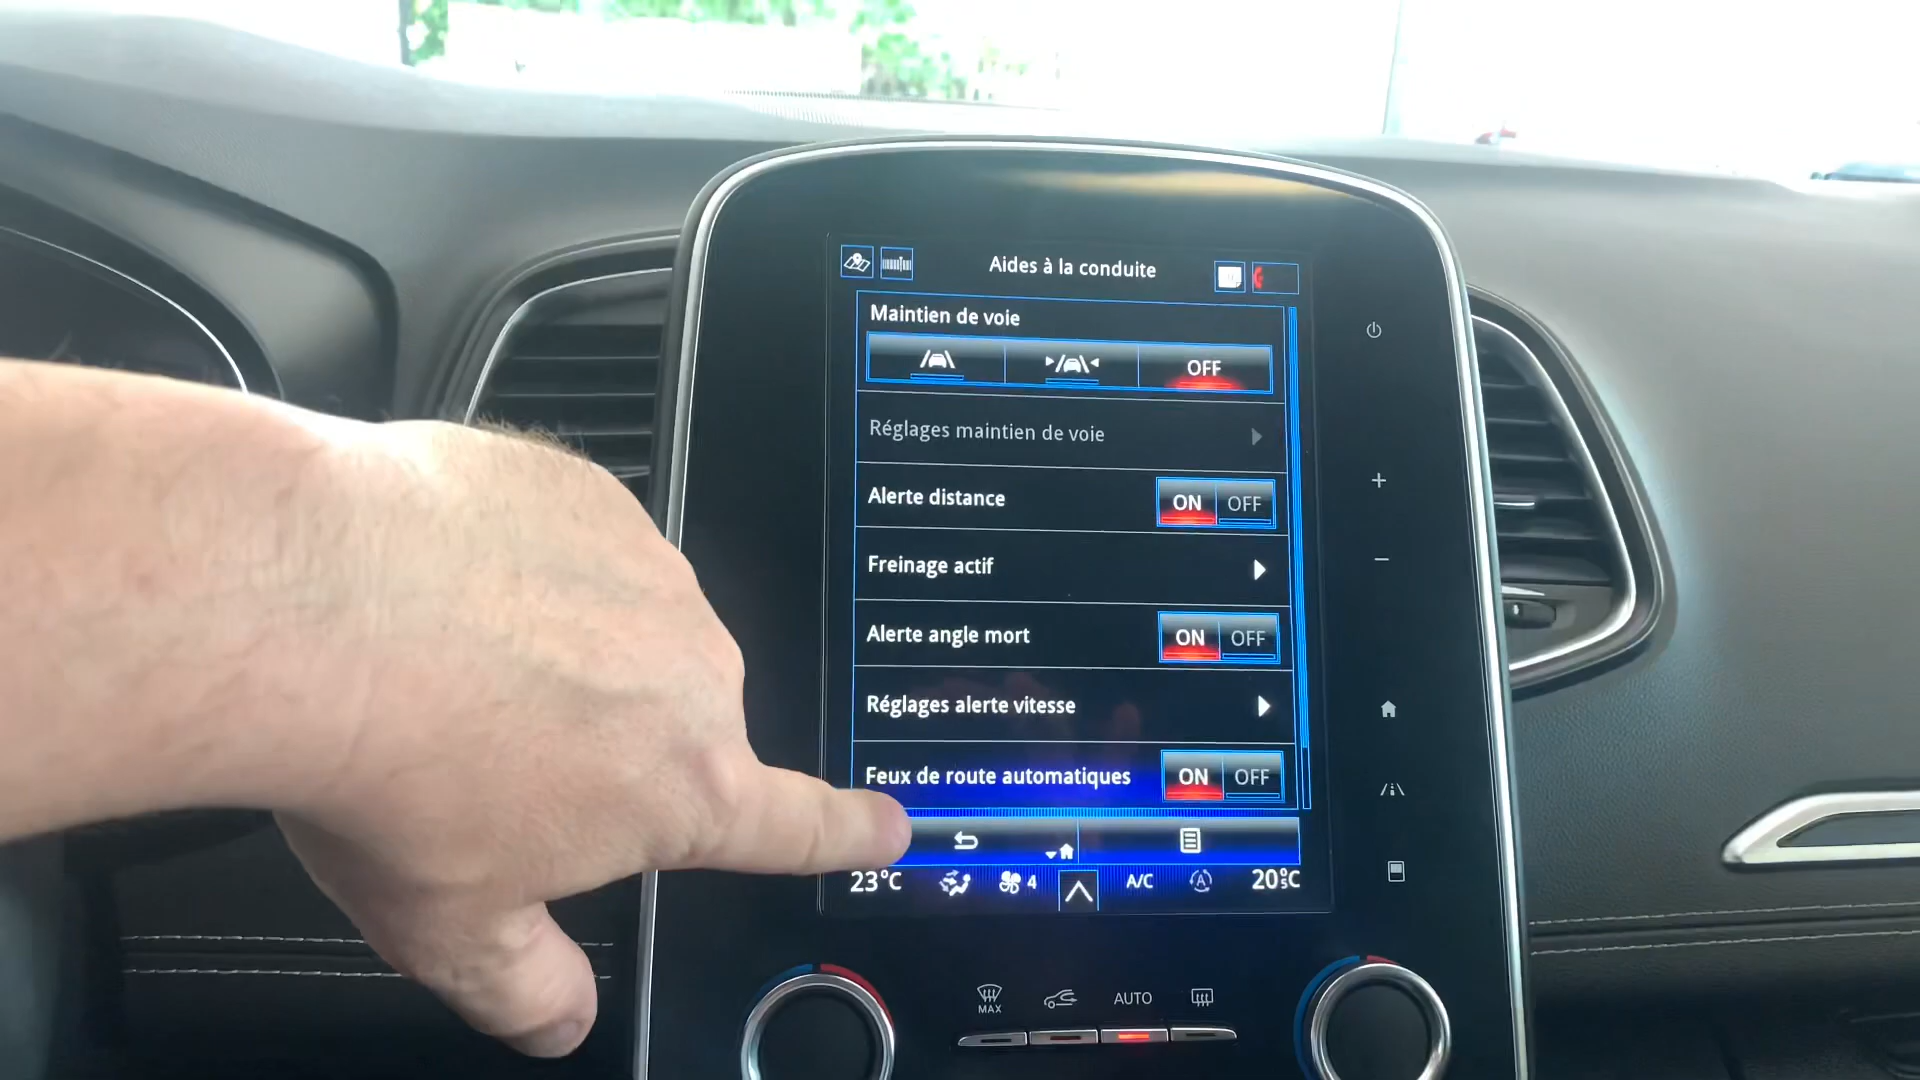 Aides à la conduite
Maintien de voie
OFF
Réglages maintien de voie
Alerte distance
ON OFF
Freinage actif
Alerte angle mort
ON OFF
Réglages alerte vitesse
Feux de route automatiques
ON OFF
23°C 4 A/C A 20°C
MAX AUTO